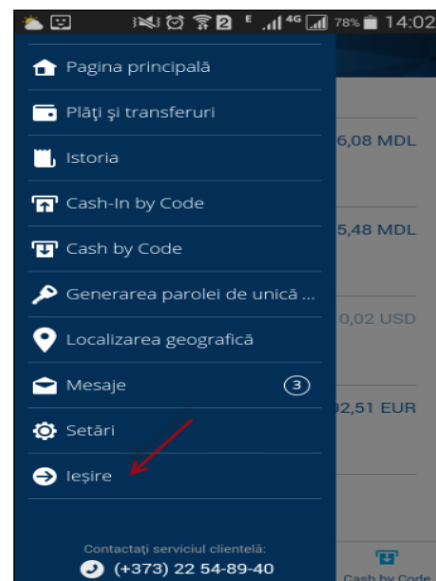 2 E 4G 78% 14:02
Pagina principală
Plăţi şi transferuri
6,08 MDL
Istoria
Cash-In by Code
5,48 MDL
Cash by Code
Generarea parolei de unică ...
0,02 USD
Localizarea geografică
Mesaje 3
02,51 EUR
Setări
Ieşire
Contactaţi serviciul clientelă:
(+373) 22 54-89-40
Cash by Code